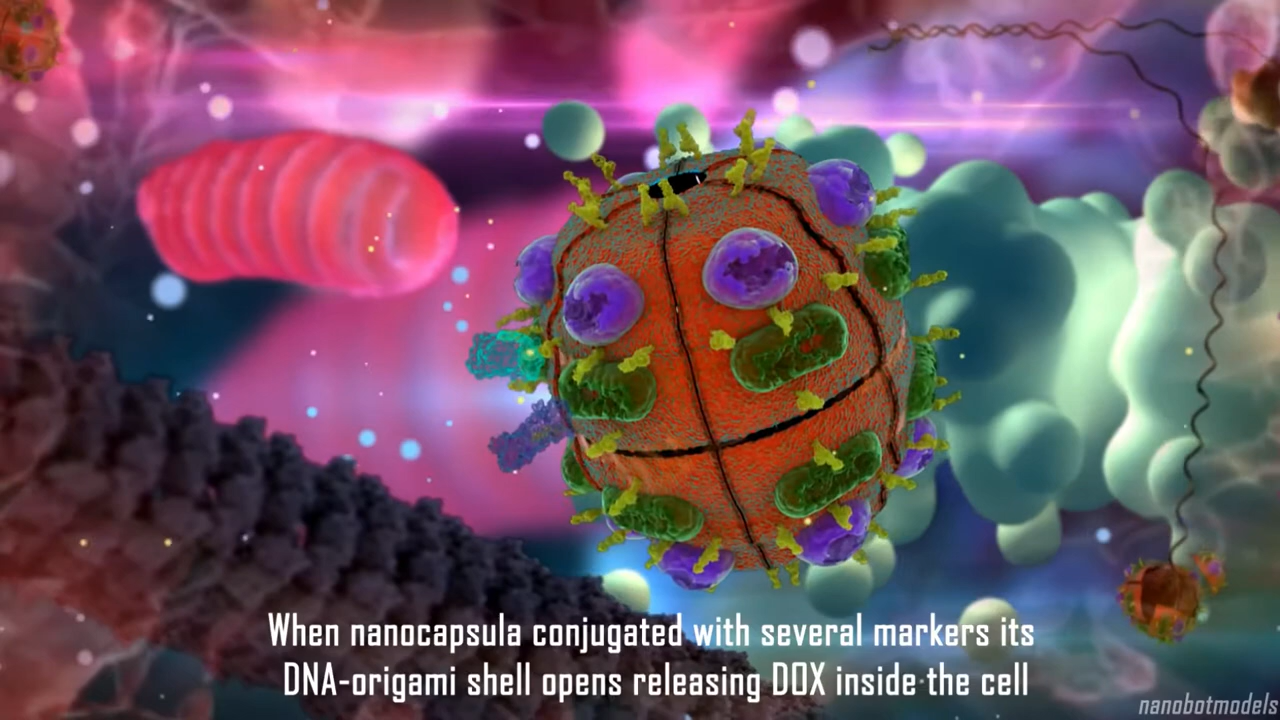 When nanocapsula conjugated with several markers its
DNA-origami shell opens releasing DOX inside the cell
nanobotmodels